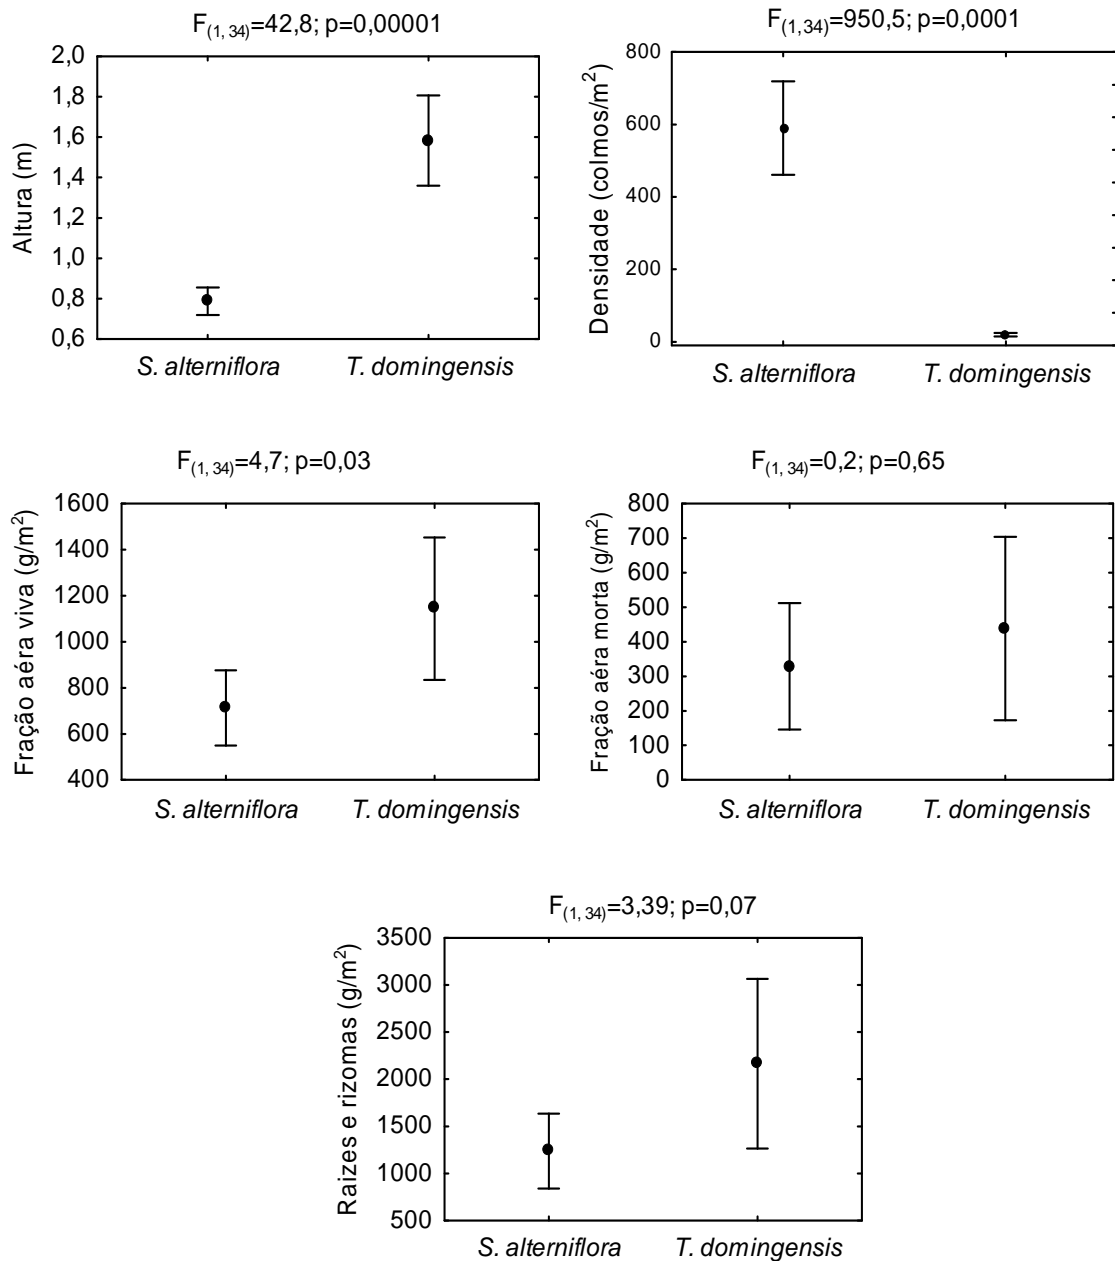 F(1, 34)=42,8; p=0,00001
Altura (m)
2,0
1,8
1,6
1,4
1,2
1,0
0,8
0,6
S. alterniflora T. domingensis
F(1, 34)=950,5; p=0,0001
Densidade (colmos/m²)
800
600
400
200
0
S. alterniflora T. domingensis
F(1, 34)=4,7; p=0,03
Fração aéra viva (g/m²)
1600
1400
1200
1000
800
600
400
S. alterniflora T. domingensis
F(1, 34)=0,2; p=0,65
Fração aéra morta (g/m²)
800
700
600
500
400
300
200
100
0
S. alterniflora T. domingensis
F(1, 34)=3,39; p=0,07
Raizes e rizomas (g/m²)
3500
3000
2500
2000
1500
1000
500
S. alterniflora T. domingensis